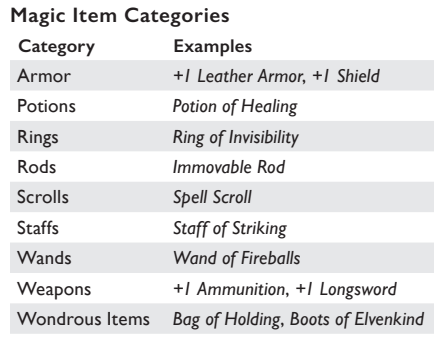 Magic Item Categories
Category Examples
Armor +1 Leather Armor, +1 Shield
Potions Potion of Healing
Rings Ring of Invisibility
Rods Immovable Rod
Scrolls Spell Scroll
Staffs Staff of Striking
Wands Wand of Fireballs
Weapons +1 Ammunition, +1 Longsword
Wondrous Items Bag of Holding, Boots of Elvenkind